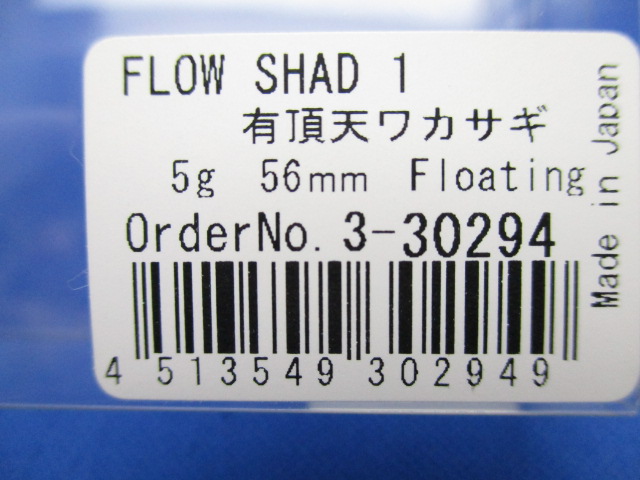 FLOW SHAD 1
有頂天ワカサギ
5g 56mm Floating
OrderNo. 3-30294
4 513549 302949
Made in Japan